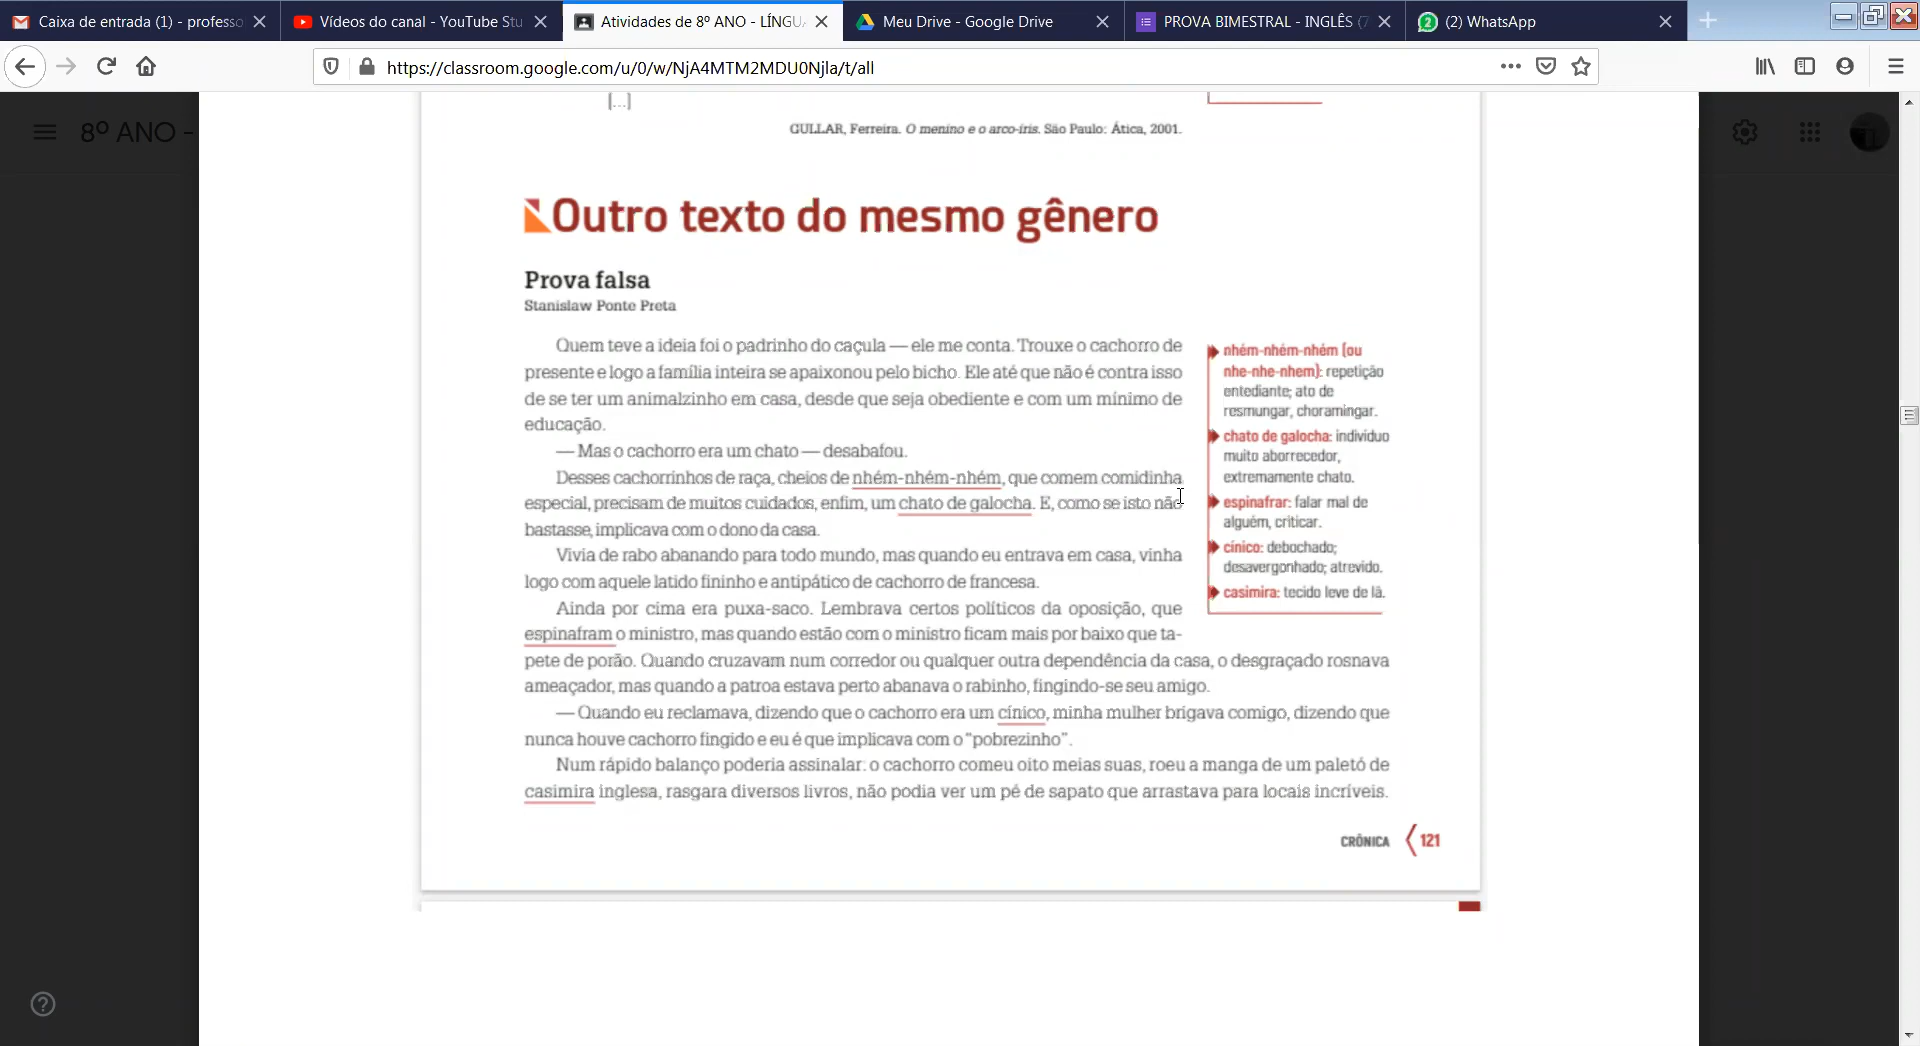 Caixa de entrada (1) - professo
Vídeos do canal - YouTube Stu
Atividades de 8º ANO - LÍNGUA
Meu Drive - Google Drive
PROVA BIMESTRAL - INGLÊS (7
(2) WhatsApp
https://classroom.google.com/u/0/w/NjA4MTM2MDU0Njla/t/all
8º ANO -
[...]
GULLAR, Ferreira. O menino e o arco-íris. São Paulo: Ática, 2001.
Outro texto do mesmo gênero
Prova falsa
Stanislaw Ponte Preta
Quem teve a ideia foi o padrinho do caçula — ele me conta. Trouxe o cachorro de
presente e logo a família inteira se apaixonou pelo bicho. Ele até que não é contra isso
de se ter um animalzinho em casa, desde que seja obediente e com um mínimo de
educação.
— Mas o cachorro era um chato — desabafou.
Desses cachorrinhos de raça, cheios de nhém-nhém-nhém, que comem comidinha
especial, precisam de muitos cuidados, enfim, um chato de galocha. E, como se isto não
bastasse, implicava com o dono da casa.
Vivia de rabo abanando para todo mundo, mas quando eu entrava em casa, vinha
logo com aquele latido fininho e antipático de cachorro de francesa.
Ainda por cima era puxa-saco. Lembrava certos políticos da oposição, que
espinafram o ministro, mas quando estão com o ministro ficam mais por baixo que ta-
pete de porão. Quando cruzavam num corredor ou qualquer outra dependência da casa, o desgraçado rosnava
ameaçador, mas quando a patroa estava perto abanava o rabinho, fingindo-se seu amigo.
— Quando eu reclamava, dizendo que o cachorro era um cínico, minha mulher brigava comigo, dizendo que
nunca houve cachorro fingido e eu é que implicava com o "pobrezinho".
Num rápido balanço poderia assinalar: o cachorro comeu oito meias suas, roeu a manga de um paletó de
casimira inglesa, rasgara diversos livros, não podia ver um pé de sapato que arrastava para locais incríveis.
nhém-nhém-nhém (ou
nhe-nhe-nhem): repetição
entediante; ato de
resmungar, choramingar.
chato de galocha: indivíduo
muito aborrecedor,
extremamente chato.
espinafrar: falar mal de
alguém, criticar.
cínico: debochado;
desavergonhado; atrevido.
casimira: tecido leve de lã.
CRÔNICA 121